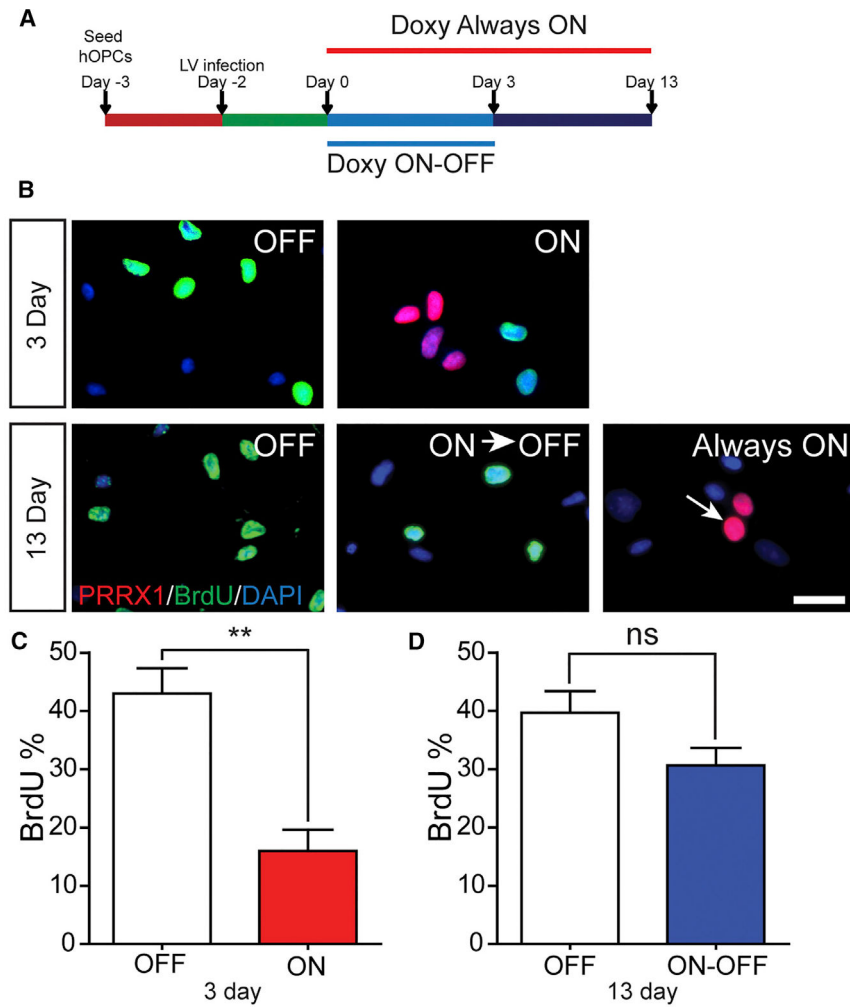 A
Doxy Always ON
Seed
hOPCs
Day -3
LV infection
Day -2
Day 0
Day 3
Day 13
Doxy ON-OFF
B
3 Day
OFF
ON
13 Day
OFF
ON OFF
Always ON
PRRX1/BrdU/DAPI
C
**
BrdU %
50
40
30
20
10
0
OFF
ON
3 day
D
ns
BrdU %
50
40
30
20
10
0
OFF
ON-OFF
13 day